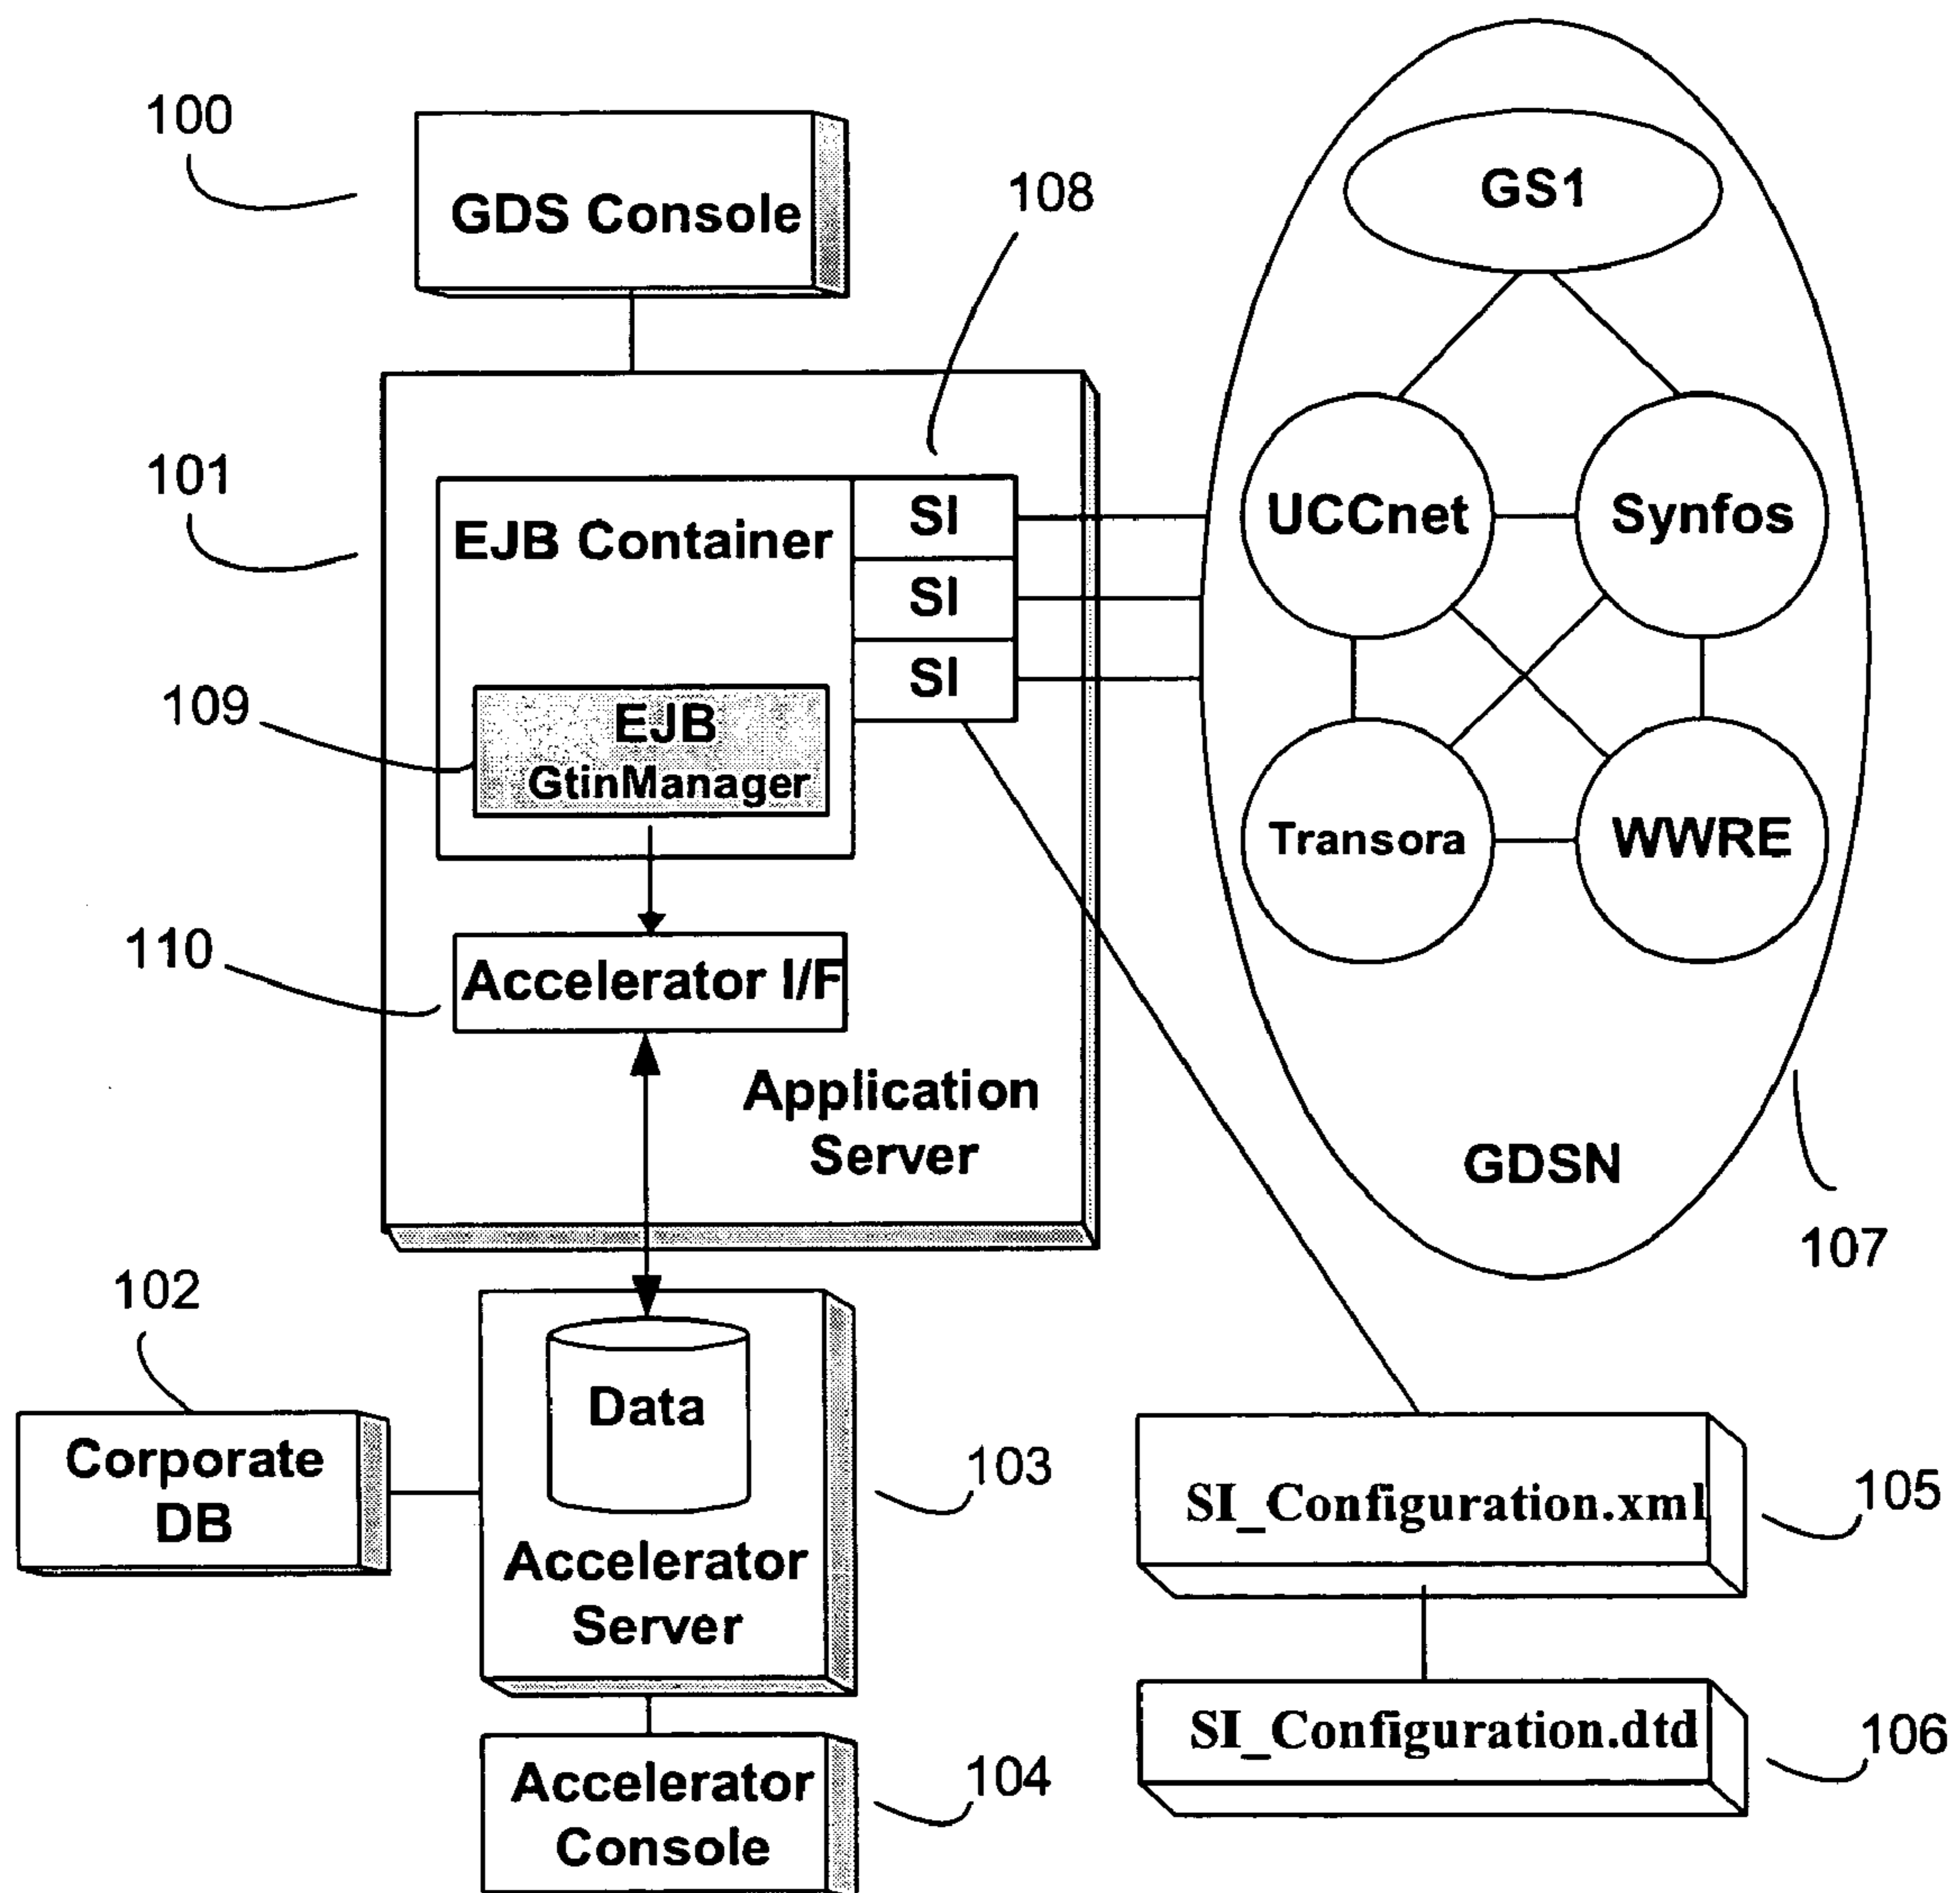 100
GDS Console
108
GS1
101
EJB Container
SI
SI
SI
UCCnet
Synfos
109
EJB
GtinManager
Transora
WWRE
110
Accelerator I/F
Application
Server
GDSN
107
102
Corporate
DB
Data
Accelerator
Server
103
SI_Configuration.xml
105
Accelerator
Console
104
SI_Configuration.dtd
106